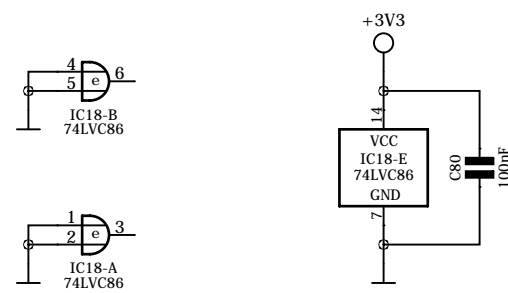 +3V3
4
5
e
6
IC18-B
74LVC86
14
VCC
IC18-E
74LVC86
GND
7
C80
100nF
1
2
e
3
IC18-A
74LVC86